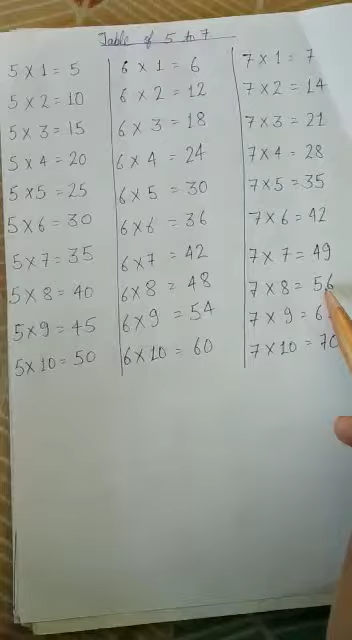 Table of 5 to 7
5 x 1 = 5
5 x 2 = 10
5 x 3 = 15
5 x 4 = 20
5 x 5 = 25
5 x 6 = 30
5 x 7 = 35
5 x 8 = 40
5 x 9 = 45
5 x 10 = 50
6 x 1 = 6
6 x 2 = 12
6 x 3 = 18
6 x 4 = 24
6 x 5 = 30
6 x 6 = 36
6 x 7 = 42
6 x 8 = 48
6 x 9 = 54
6 x 10 = 60
7 x 1 = 7
7 x 2 = 14
7 x 3 = 21
7 x 4 = 28
7 x 5 = 35
7 x 6 = 42
7 x 7 = 49
7 x 8 = 56
7 x 9 =
7 x 10 = 70